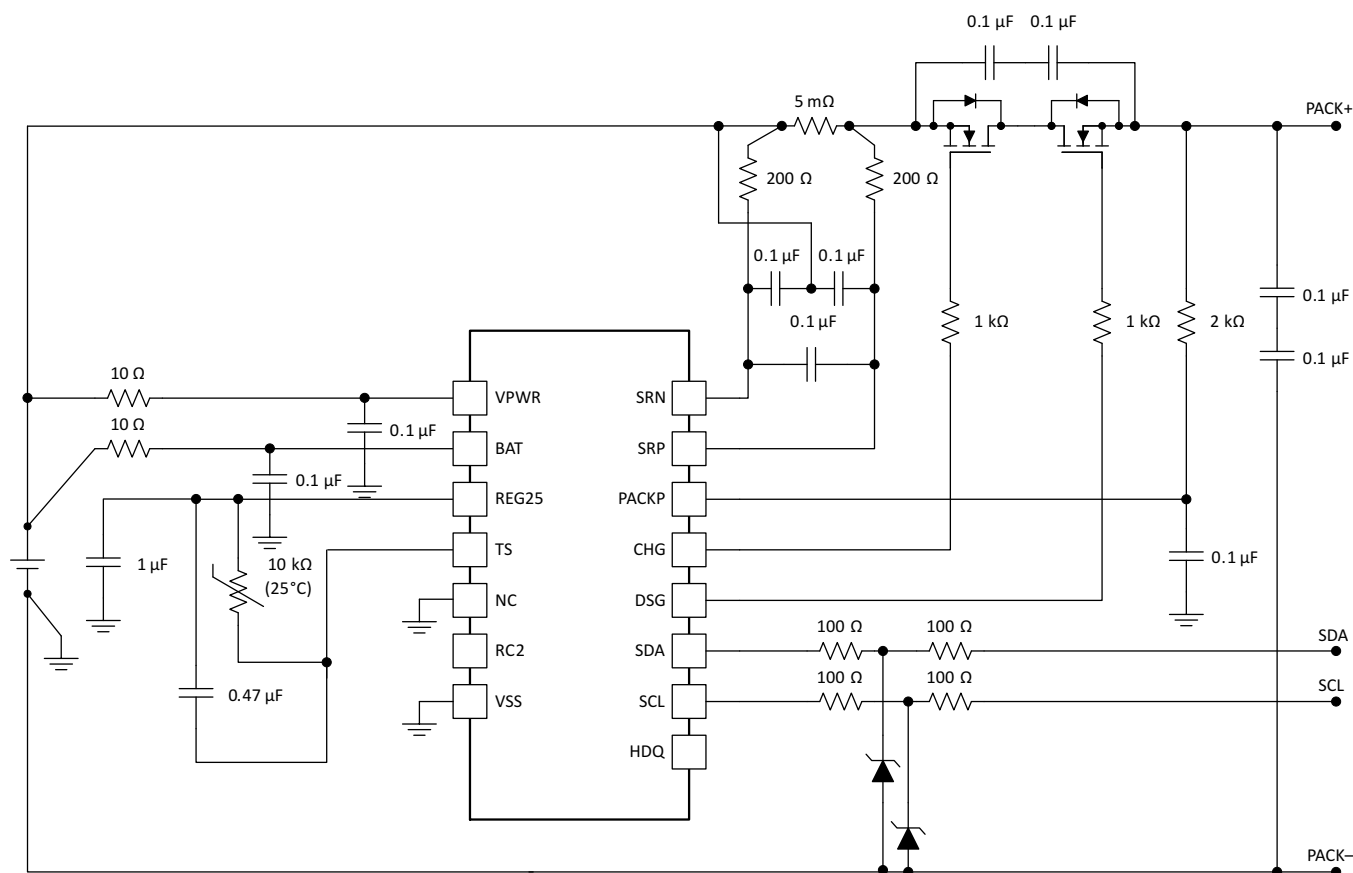 0.1 µF 0.1 µF
5 mΩ
PACK+
200 Ω 200 Ω
0.1 µF 0.1 µF
0.1 µF
0.1 µF
1 kΩ 1 kΩ 2 kΩ
0.1 µF
10 Ω
VPWR SRN
10 Ω
0.1 µF
BAT SRP
0.1 µF
REG25 PACKP
TS CHG
1 µF
10 kΩ
(25°C)
0.1 µF
NC DSG
100 Ω 100 Ω
SDA
RC2 SDA
100 Ω 100 Ω
SCL
0.47 µF
VSS SCL
HDQ
PACK–